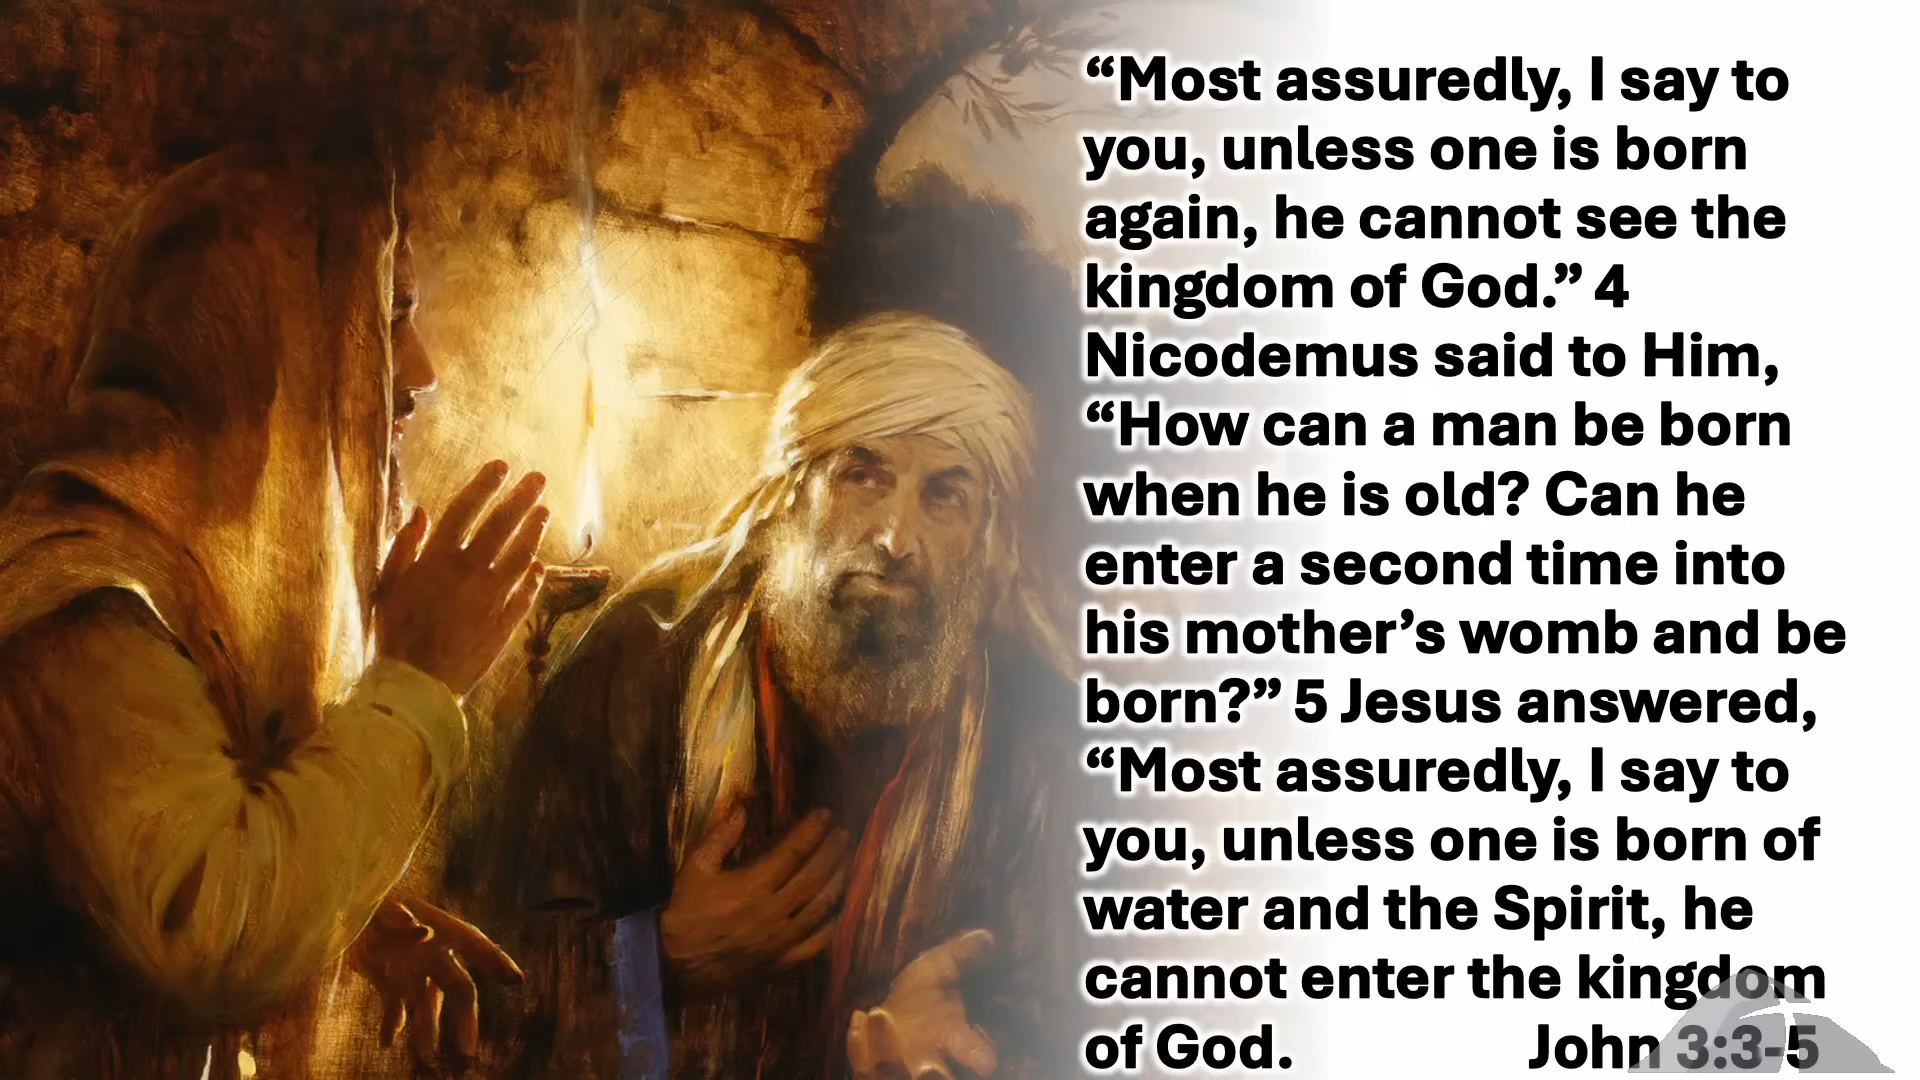 “Most assuredly, I say to
you, unless one is born
again, he cannot see the
kingdom of God.” 4
Nicodemus said to Him,
“How can a man be born
when he is old? Can he
enter a second time into
his mother’s womb and be
born?” 5 Jesus answered,
“Most assuredly, I say to
you, unless one is born of
water and the Spirit, he
cannot enter the kingdom
of God. John 3:3-5